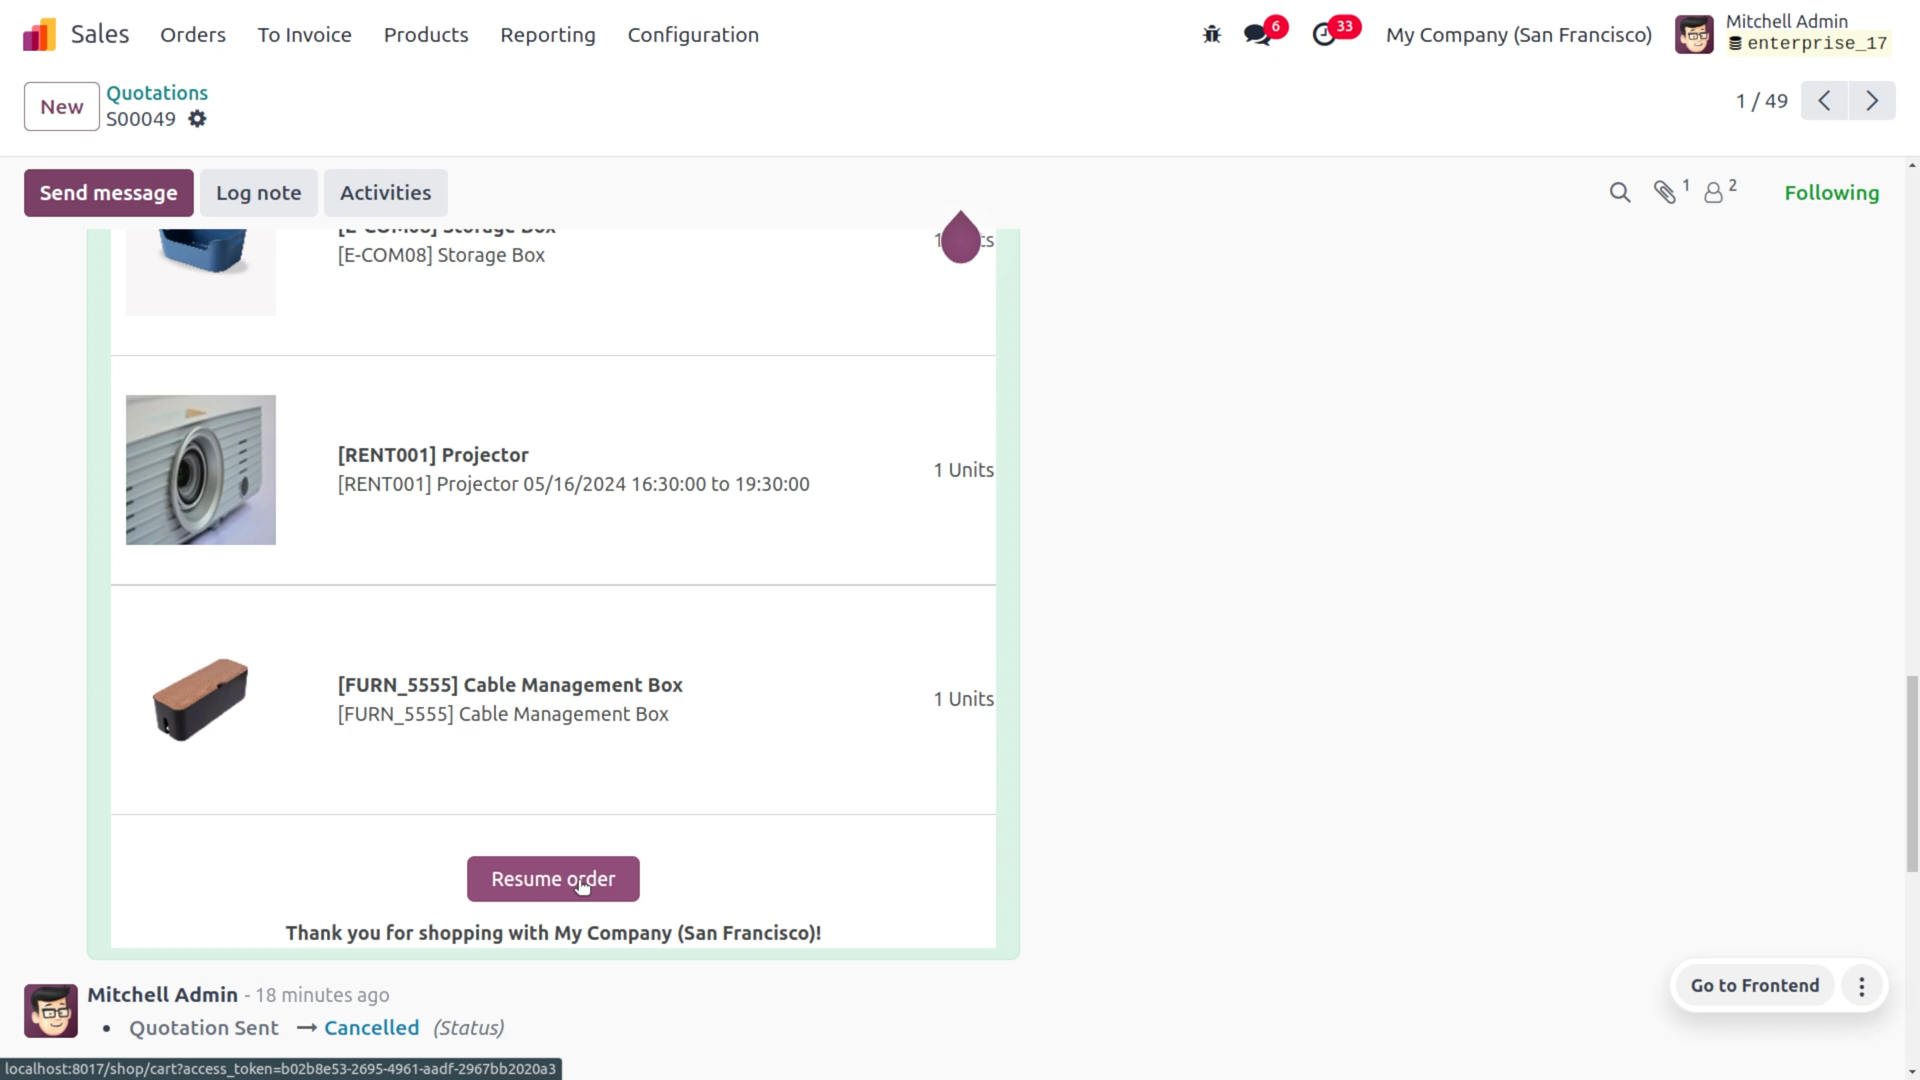 Sales Orders To Invoice Products Reporting Configuration 6 33 My Company (San Francisco) Mitchell Admin
enterprise_17
New Quotations
S00049
1 / 49
Send message Log note Activities 1 2 Following
[E-COM08] Storage Box
[E-COM08] Storage Box
[RENT001] Projector
[RENT001] Projector 05/16/2024 16:30:00 to 19:30:00
1 Units
[FURN_5555] Cable Management Box
[FURN_5555] Cable Management Box
1 Units
Resume order
Thank you for shopping with My Company (San Francisco)!
Mitchell Admin - 18 minutes ago
• Quotation Sent → Cancelled (Status)
Go to Frontend
localhost:8017/shop/cart?access_token=b02b8e53-2695-4961-aadf-2967bb2020a3